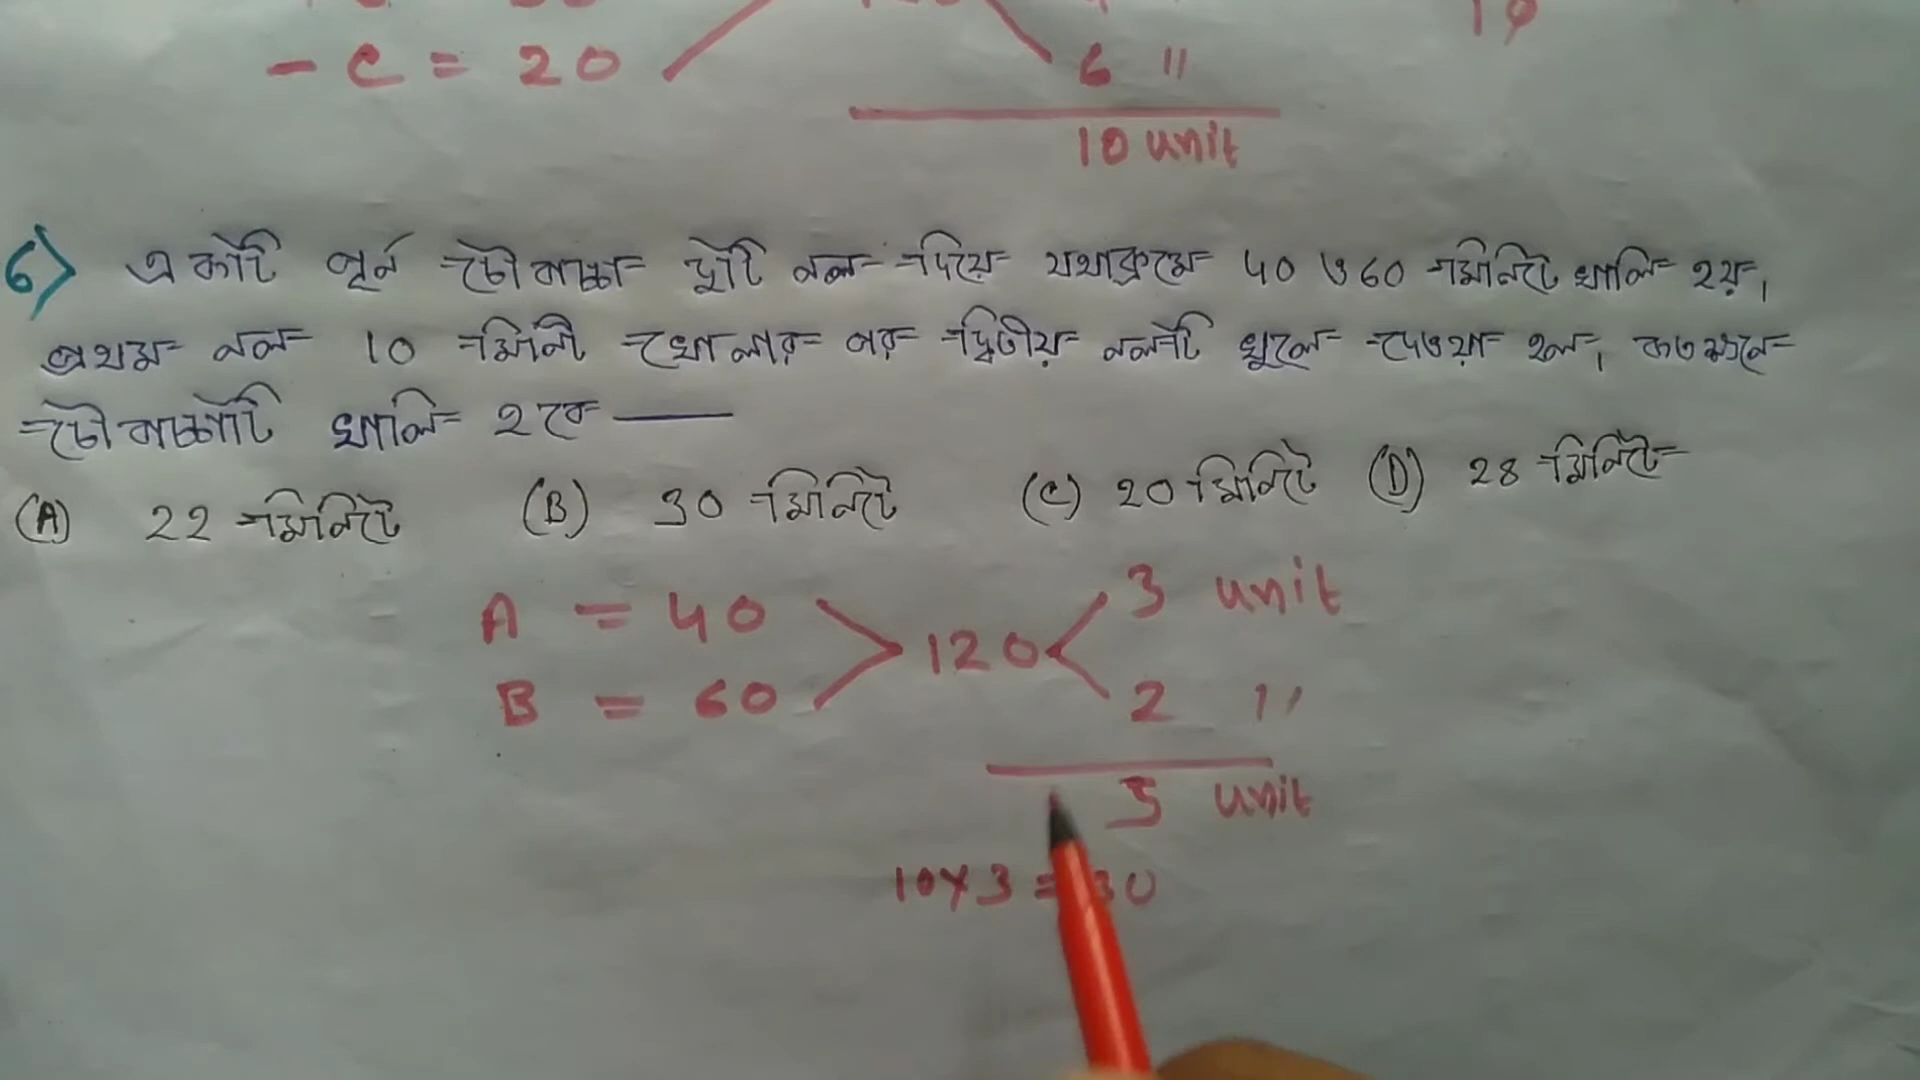 - C = 20
6 "
10 unit
6) একটি পূর্ন চৌবাচ্চা দুটি নল দিয়ে যথাক্রমে 40 ও 60 মিনিটে খালি হয়,
প্রথম নল 10 মিনিট খোলার পর দ্বিতীয় নলটি খুলে দেওয়া হল, কতক্ষনে
চৌবাচ্চাটি খালি হবে ——
(A) 22 মিনিটে (B) 30 মিনিটে (C) 20 মিনিটে (D) 28 মিনিটে
A = 40 120 3 unit
B = 60 2 "
5 unit
10 x 3 = 30